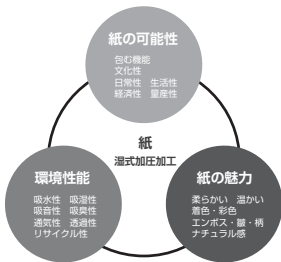 紙の可能性
包む機能
文化性
日常性 生活性
経済性 量産性
紙
湿式加圧加工
環境性能
吸水性 吸湿性
吸音性 吸臭性
通気性 透過性
リサイクル性
紙の魅力
柔らかい 温かい
着色・彩色
エンボス・皺・柄
ナチュラル感